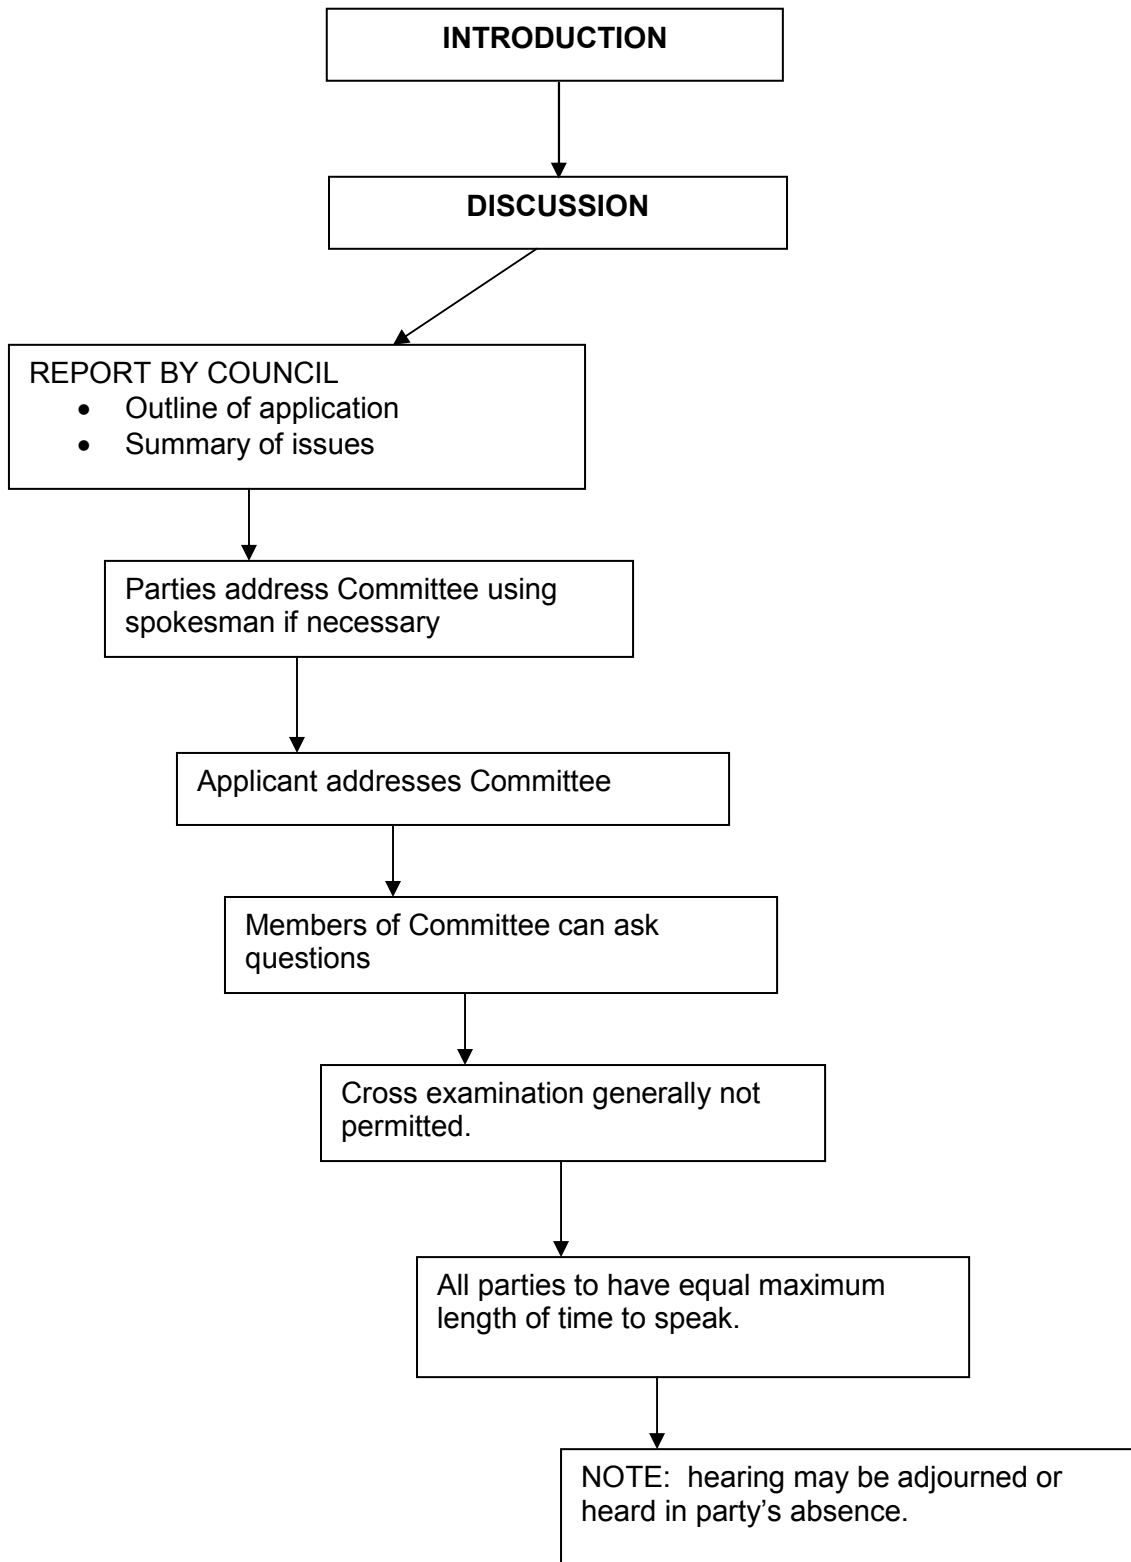 INTRODUCTION
DISCUSSION
REPORT BY COUNCIL
• Outline of application
• Summary of issues
Parties address Committee using
spokesman if necessary
Applicant addresses Committee
Members of Committee can ask
questions
Cross examination generally not
permitted.
All parties to have equal maximum
length of time to speak.
NOTE:  hearing may be adjourned or
heard in party’s absence.